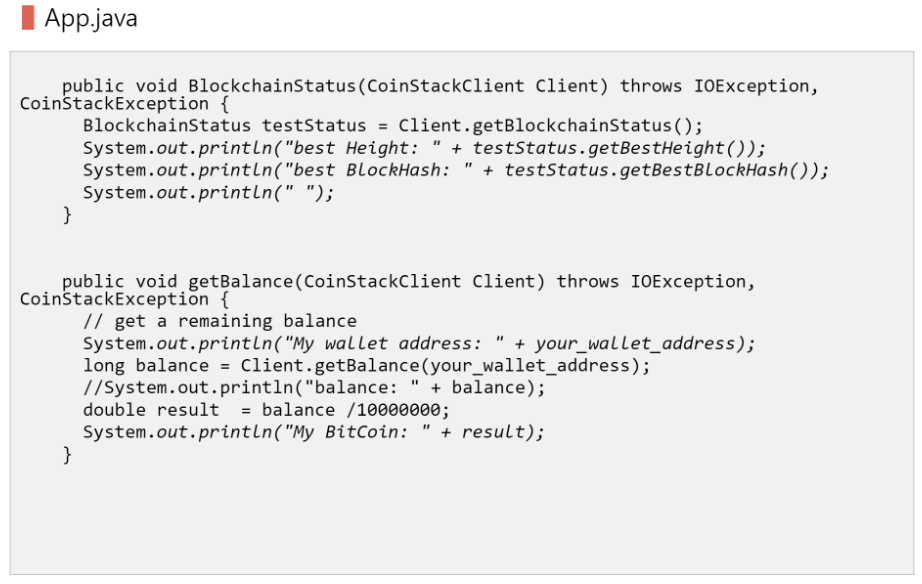 App.java
public void BlockchainStatus(CoinStackClient Client) throws IOException,
CoinStackException {
BlockchainStatus testStatus = Client.getBlockchainStatus();
System.out.println("best Height: " + testStatus.getBestHeight());
System.out.println("best BlockHash: " + testStatus.getBestBlockHash());
System.out.println(" ");
}
public void getBalance(CoinStackClient Client) throws IOException,
CoinStackException {
// get a remaining balance
System.out.println("My wallet address: " + your_wallet_address);
long balance = Client.getBalance(your_wallet_address);
//System.out.println("balance: " + balance);
double result  = balance /10000000;
System.out.println("My BitCoin: " + result);
}